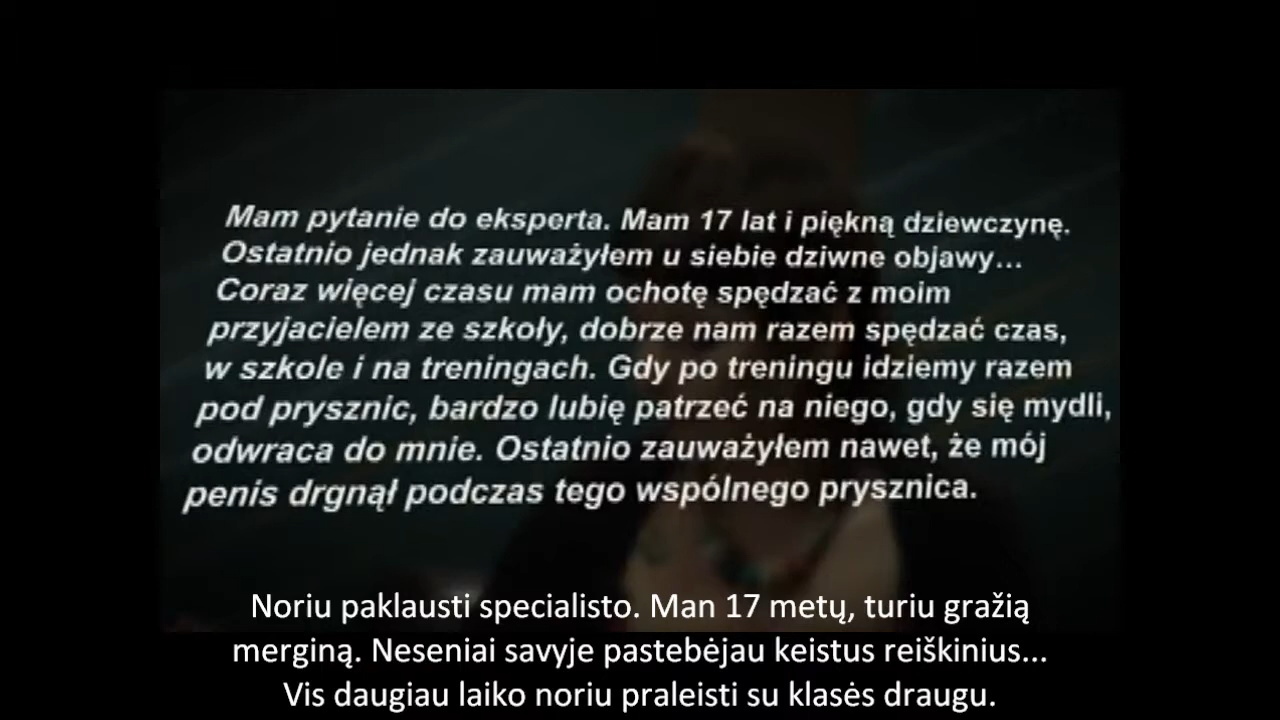 Mam pytanie do eksperta. Mam 17 lat i piękną dziewczynę.
Ostatnio jednak zauważyłem u siebie dziwne objawy...
Coraz więcej czasu mam ochotę spędzać z moim
przyjacielem ze szkoły, dobrze nam razem spędzać czas,
w szkole i na treningach. Gdy po treningu idziemy razem
pod prysznic, bardzo lubię patrzeć na niego, gdy się mydli,
odwraca do mnie. Ostatnio zauważyłem nawet, że mój
penis drgnął podczas tego wspólnego prysznica.
Noriu paklausti specialisto. Man 17 metų, turiu gražią
merginą. Neseniai savyje pastebėjau keistus reiškinius...
Vis daugiau laiko noriu praleisti su klasės draugu.